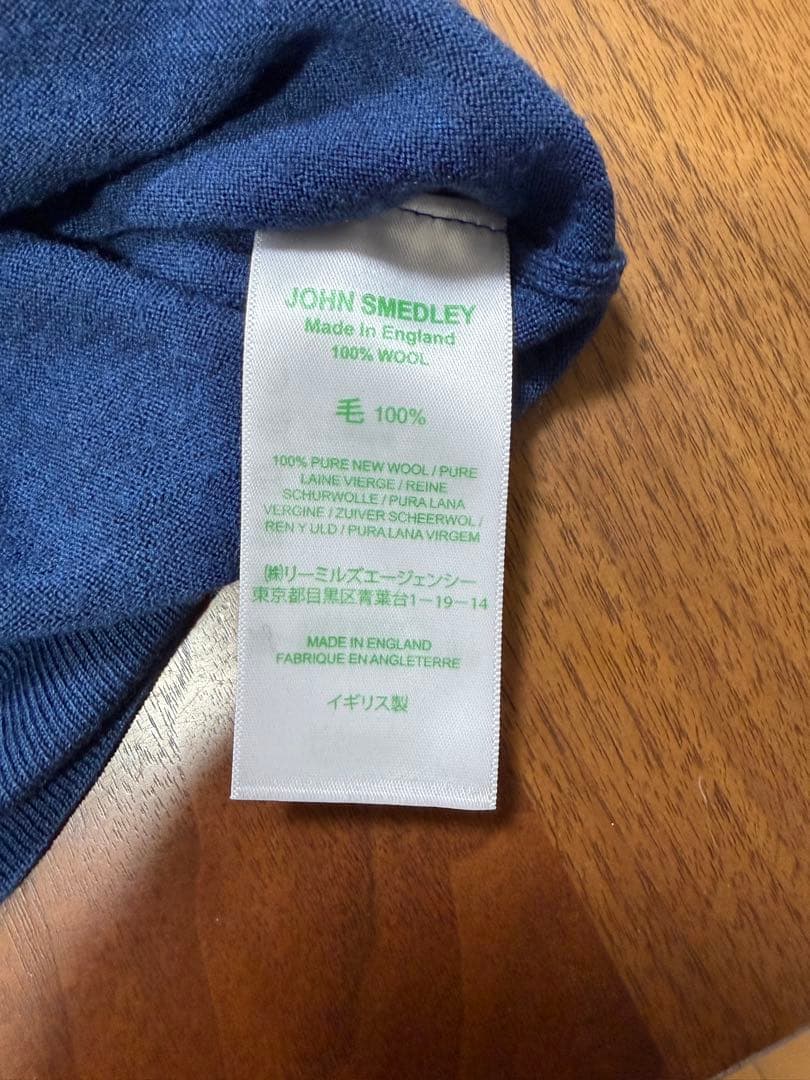 JOHN SMEDLEY
Made In England
100% WOOL
毛 100%
100% PURE NEW WOOL / PURE
LAINE VIERGE / REINE
SCHURWOLLE / PURA LANA
VERGINE / ZUIVER SCHEERWOL /
REN Y ULD / PURA LANA VIRGEM
㈱リーミルズエージェンシー
東京都目黒区青葉台1-19-14
MADE IN ENGLAND
FABRIQUE EN ANGLETERRE
イギリス製